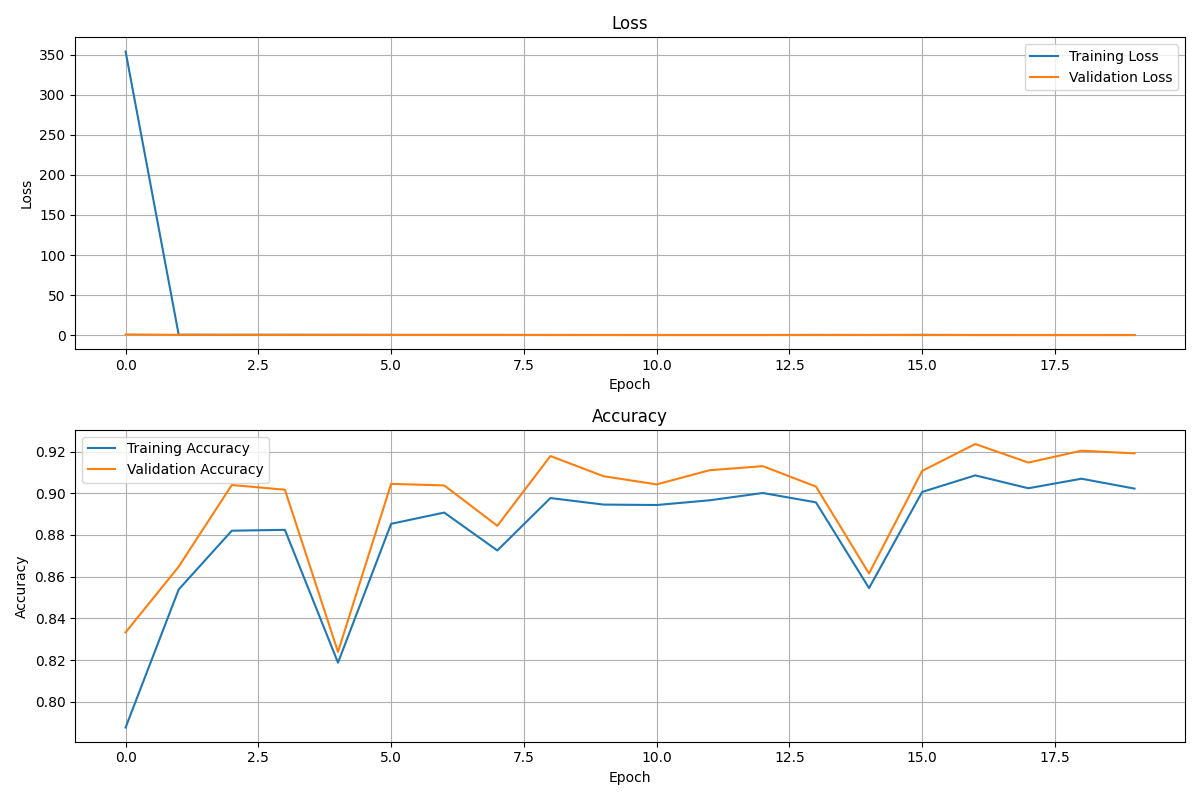 Loss
350
300
250
200
150
100
50
0
Loss
Training Loss
Validation Loss
0.0 2.5 5.0 7.5 10.0 12.5 15.0 17.5
Epoch
Accuracy
0.92
0.90
0.88
0.86
0.84
0.82
0.80
Accuracy
Training Accuracy
Validation Accuracy
0.0 2.5 5.0 7.5 10.0 12.5 15.0 17.5
Epoch